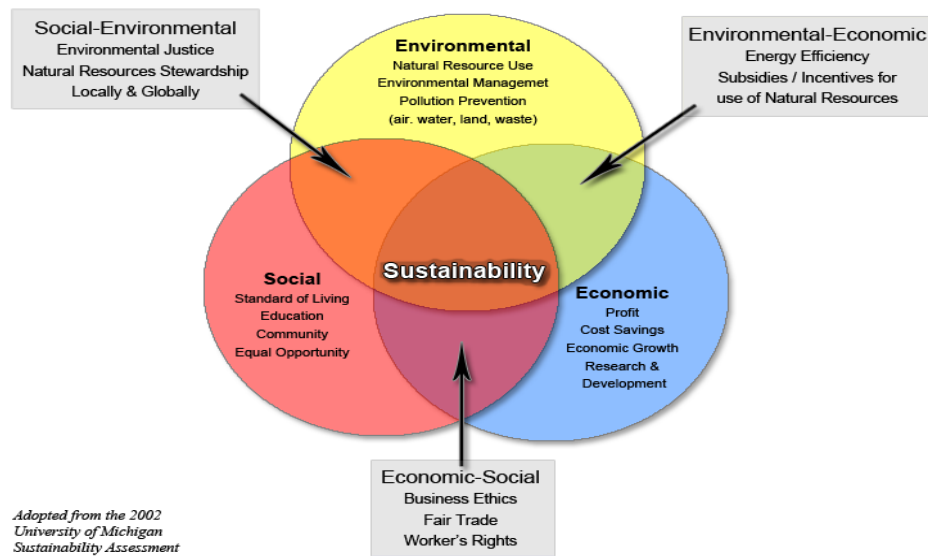 Social-Environmental
Environmental Justice
Natural Resources Stewardship
Locally & Globally
Environmental
Natural Resource Use
Environmental Managemet
Pollution Prevention
(air. water, land, waste)
Environmental-Economic
Energy Efficiency
Subsidies / Incentives for
use of Natural Resources
Sustainability
Social
Standard of Living
Education
Community
Equal Opportunity
Economic
Profit
Cost Savings
Economic Growth
Research &
Development
Economic-Social
Business Ethics
Fair Trade
Worker's Rights
Adopted from the 2002
University of Michigan
Sustainability Assessment